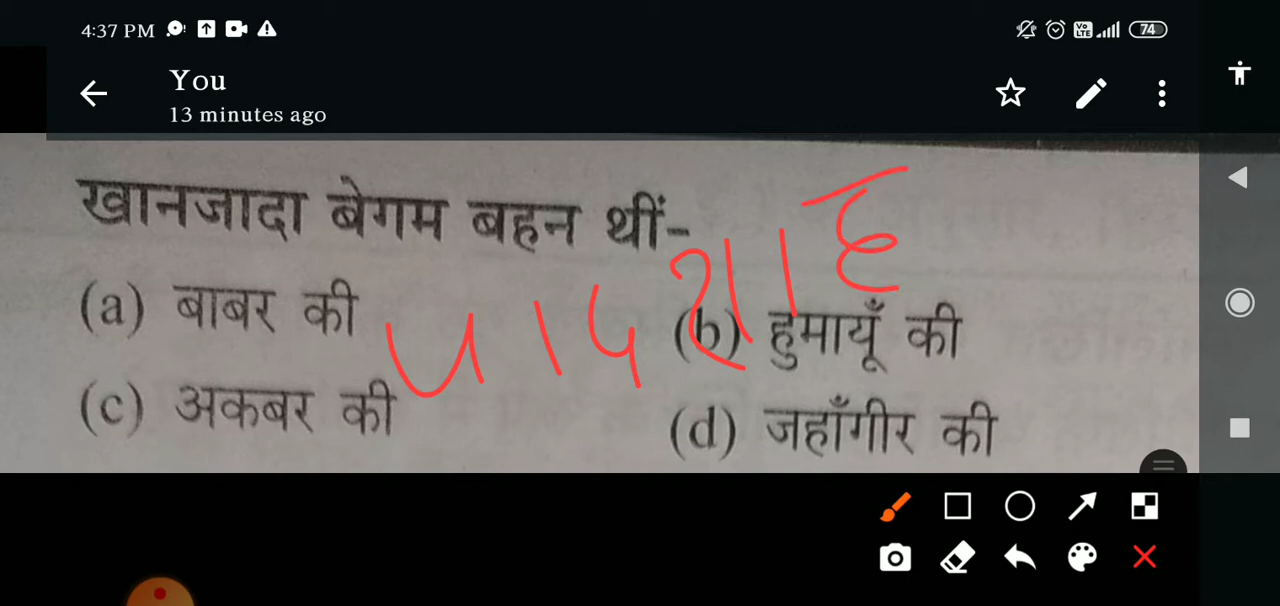 4:37 PM
74
You
13 minutes ago
खानजादा बेगम बहन थीं-
(a) बाबर की
(b) हुमायूँ की
(c) अकबर की
(d) जहाँगीर की